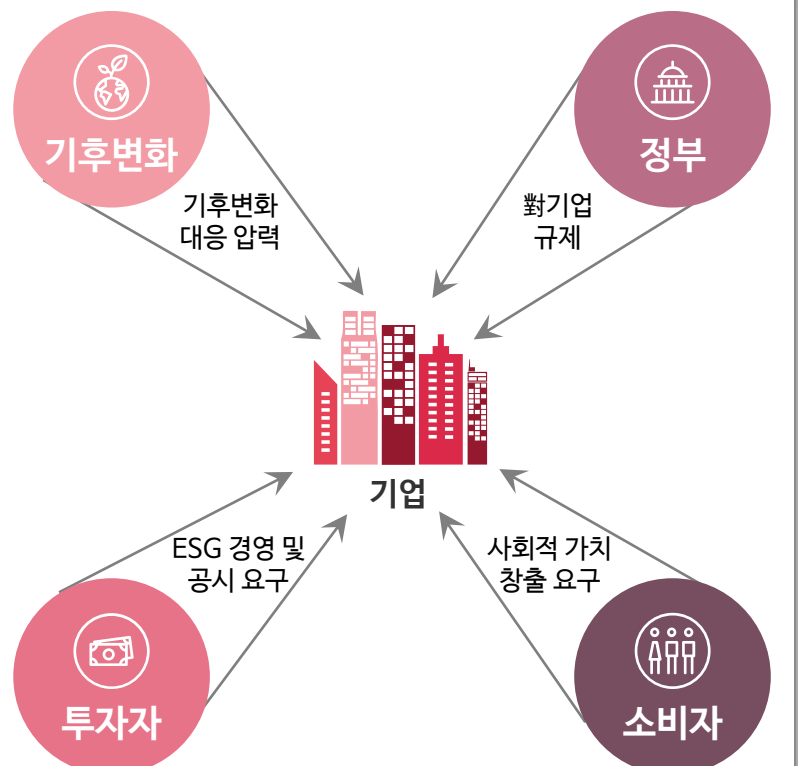 기후변화
정부
기후변화
대응 압력
對기업
규제
기업
ESG 경영 및
공시 요구
사회적 가치
창출 요구
투자자
소비자